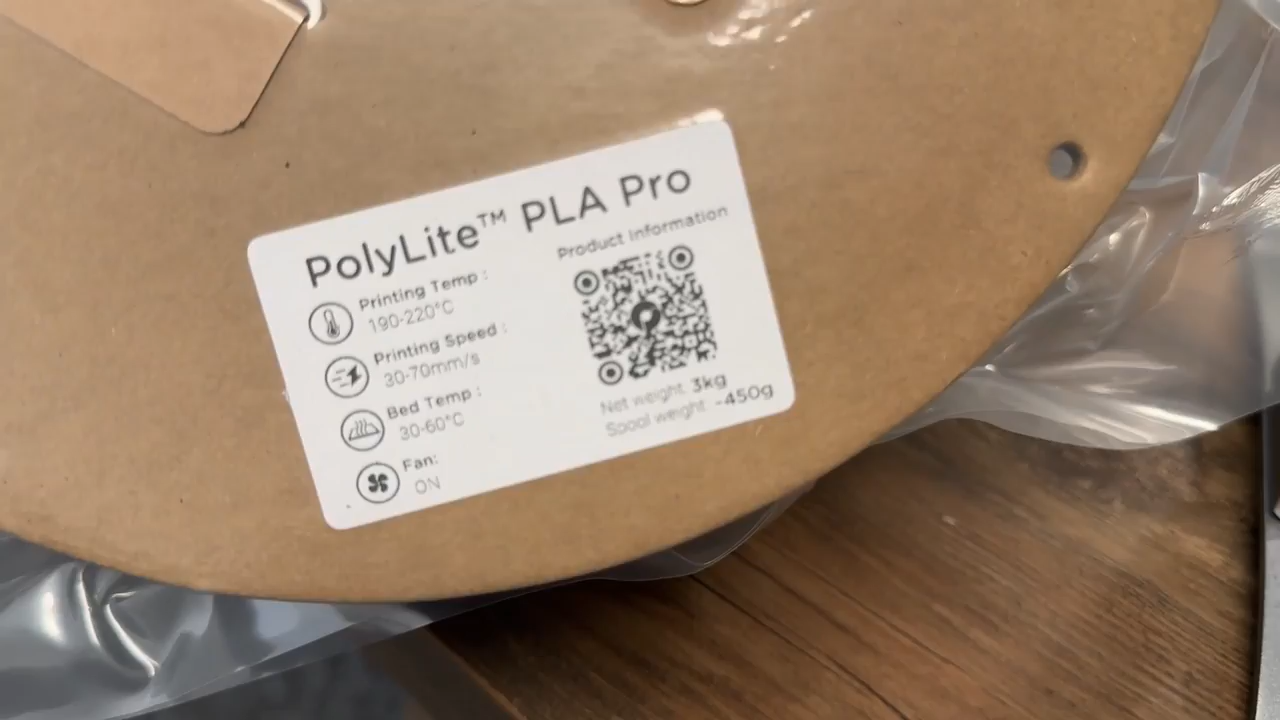 PolyLite™ PLA Pro
Printing Temp :
190-220°C
Printing Speed :
30-70mm/s
Bed Temp :
30-60°C
Fan:
ON
Product Information
Net weight: 3kg
Spool weight: ~450g